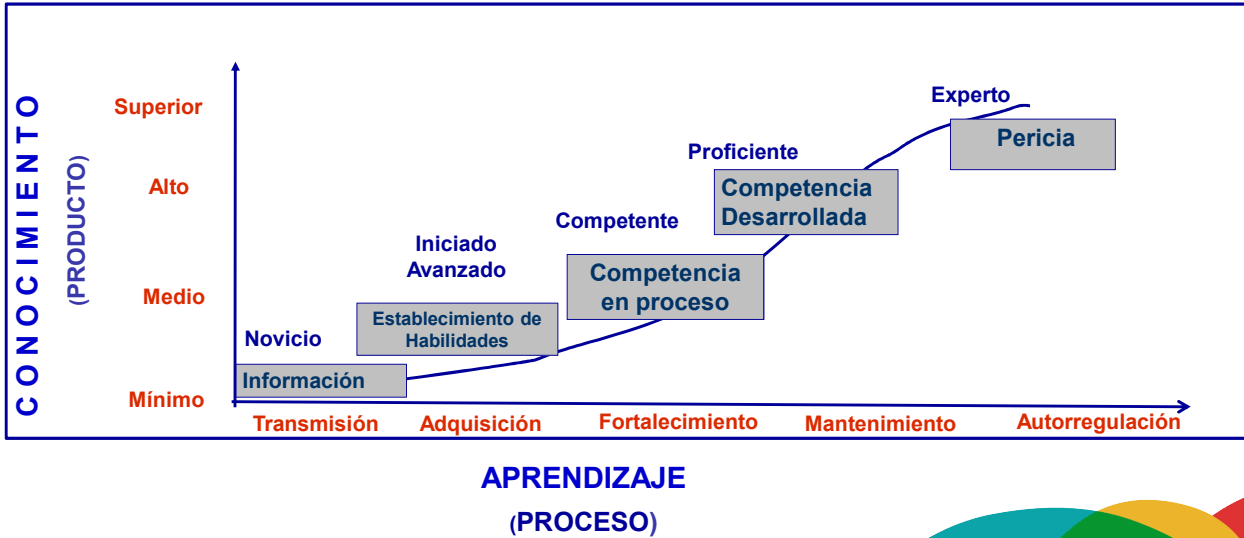 CONOCIMIENTO
(PRODUCTO)
Superior
Alto
Medio
Mínimo
Experto
Pericia
Proficiente
Competencia
Desarrollada
Competente
Competencia
en proceso
Iniciado
Avanzado
Establecimiento de
Habilidades
Novicio
Información
Transmisión
Adquisición
Fortalecimiento
Mantenimiento
Autorregulación
APRENDIZAJE
(PROCESO)